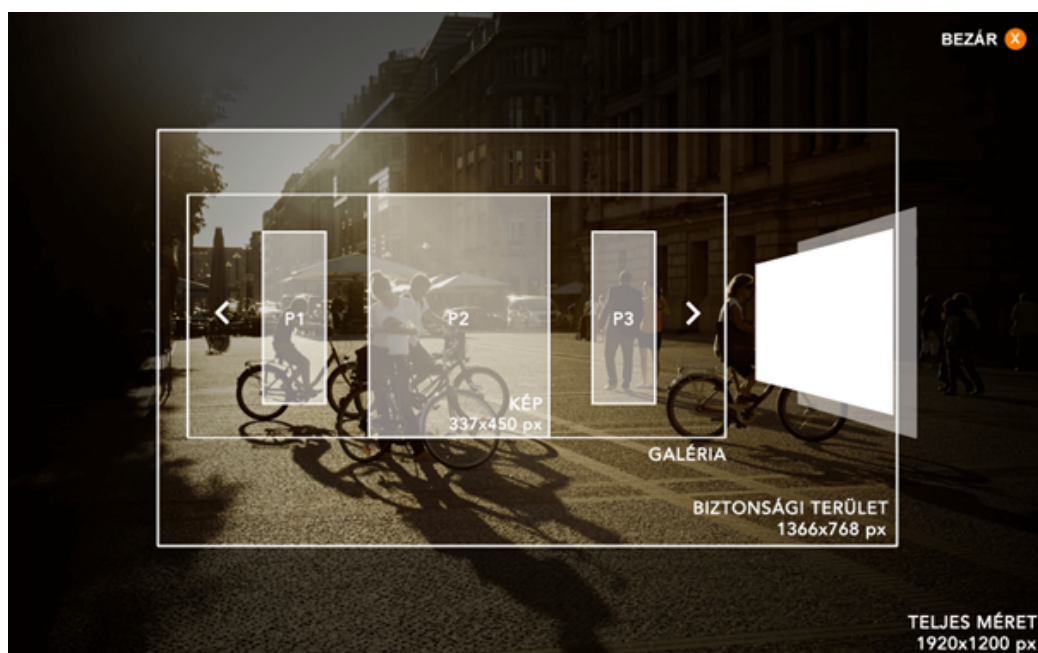 BEZÁR X
P1
P2
P3
KÉP
337x450 px
GALÉRIA
BIZTONSÁGI TERÜLET
1366x768 px
TELJES MÉRET
1920x1200 px